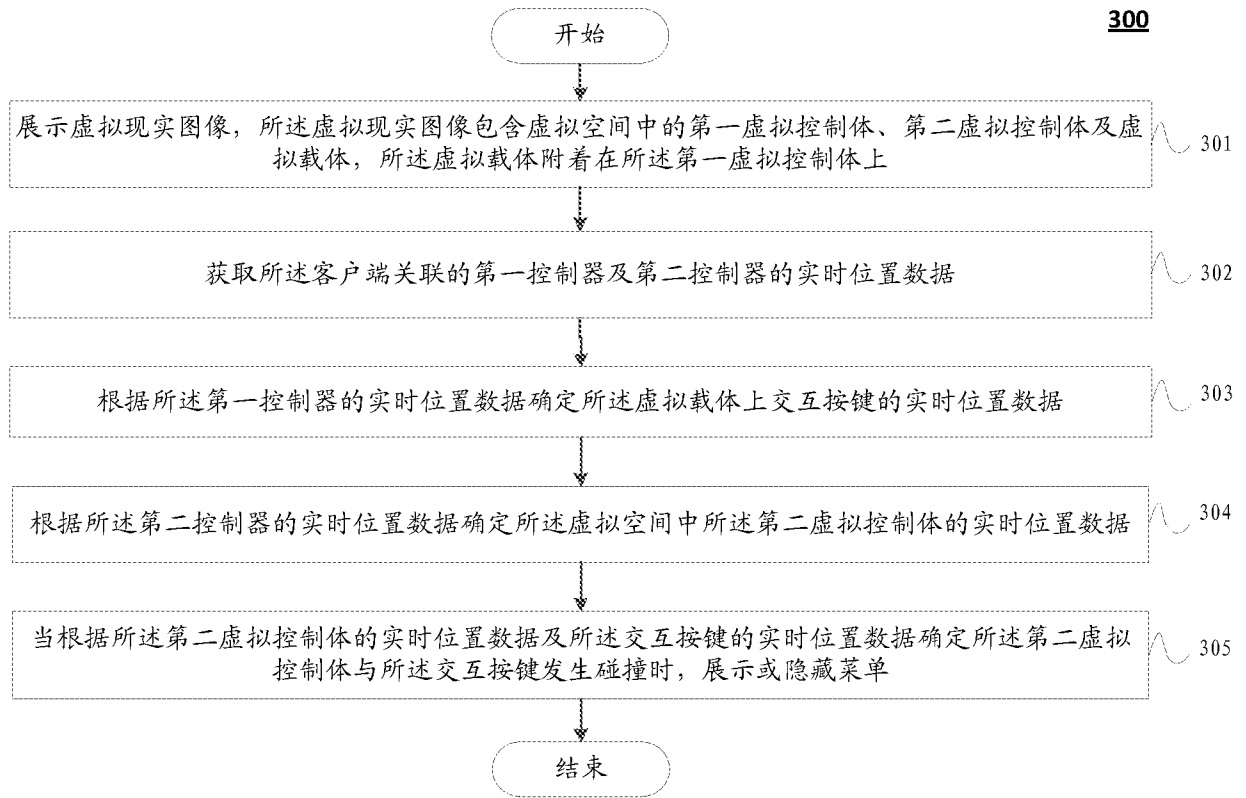 300
开始
展示虚拟现实图像，所述虚拟现实图像包含虚拟空间中的第一虚拟控制体、第二虚拟控制体及虚
拟载体，所述虚拟载体附着在所述第一虚拟控制体上
301
获取所述客户端关联的第一控制器及第二控制器的实时位置数据
302
根据所述第一控制器的实时位置数据确定所述虚拟载体上交互按键的实时位置数据
303
根据所述第二控制器的实时位置数据确定所述虚拟空间中所述第二虚拟控制体的实时位置数据
304
当根据所述第二虚拟控制体的实时位置数据及所述交互按键的实时位置数据确定所述第二虚拟
控制体与所述交互按键发生碰撞时，展示或隐藏菜单
305
结束